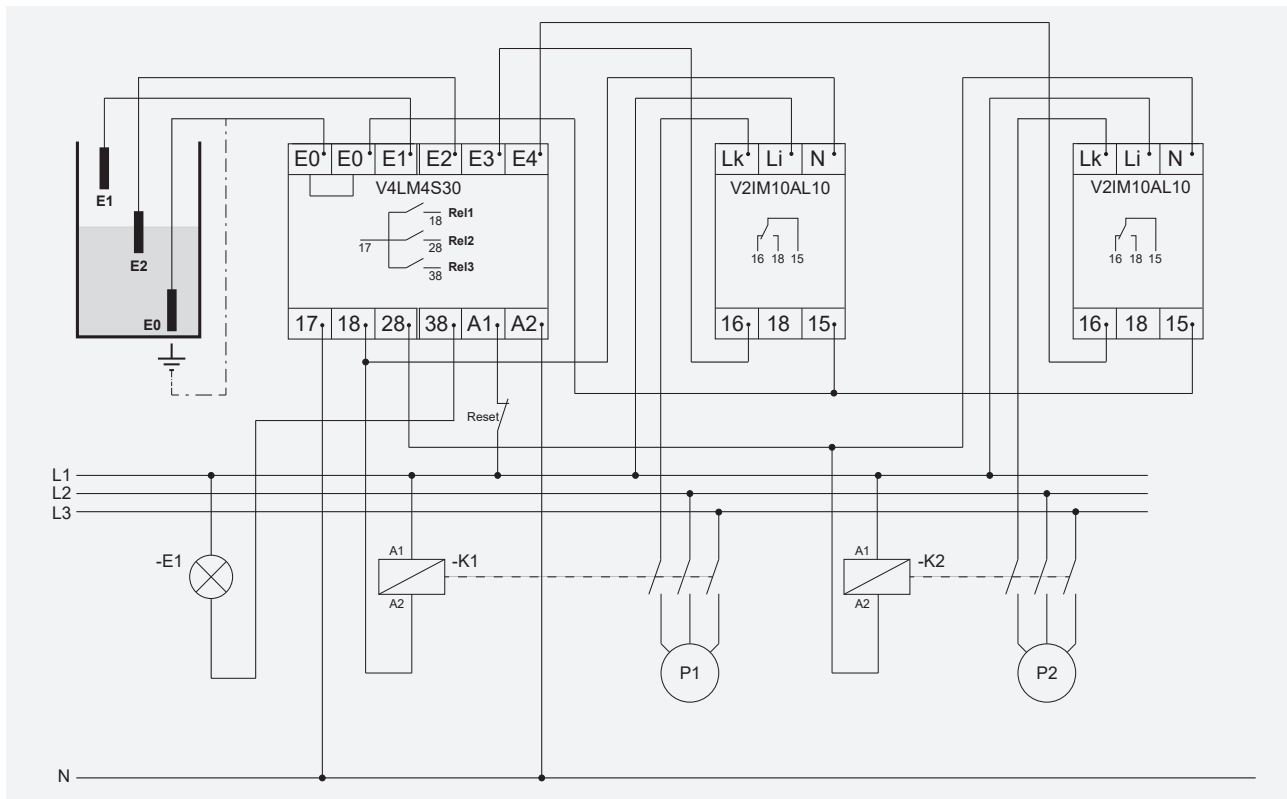 E0 E0 E1 E2 E3 E4
Lk Li N
Lk Li N
V4LM4S30
V2IM10AL10
V2IM10AL10
E1
E2
E0
17
18 Rel1
28 Rel2
38 Rel3
16 18 15
16 18 15
17 18 28 38 A1 A2
16 18 15
16 18 15
Reset
L1
L2
L3
-E1
A1
A2
-K1
P1
A1
A2
-K2
P2
N